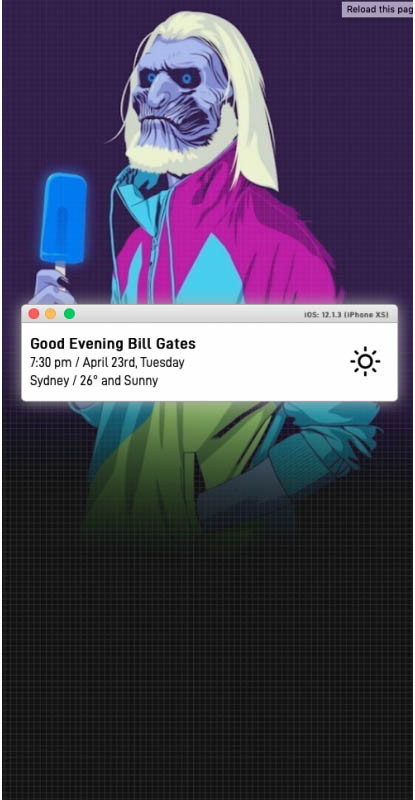 Reload this pag
iOS: 12.1.3 (iPhone XS)
Good Evening Bill Gates
7:30 pm / April 23rd, Tuesday
Sydney / 26° and Sunny